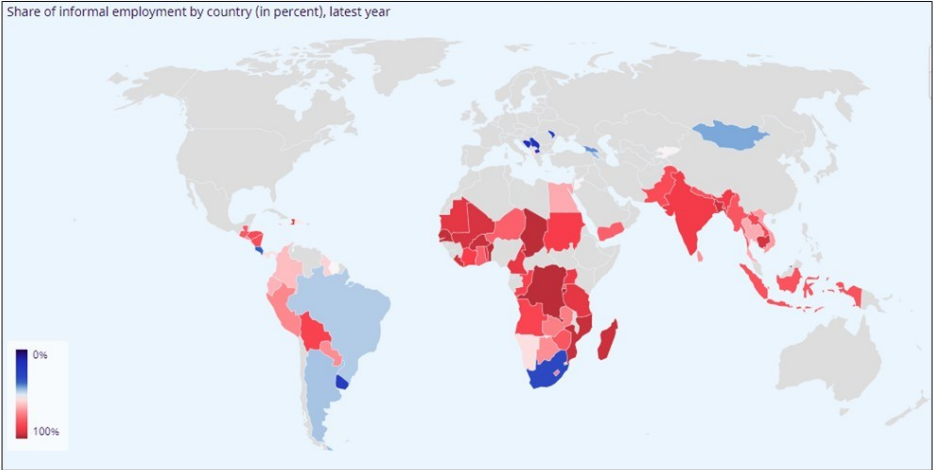 Share of informal employment by country (in percent), latest year
0%
100%